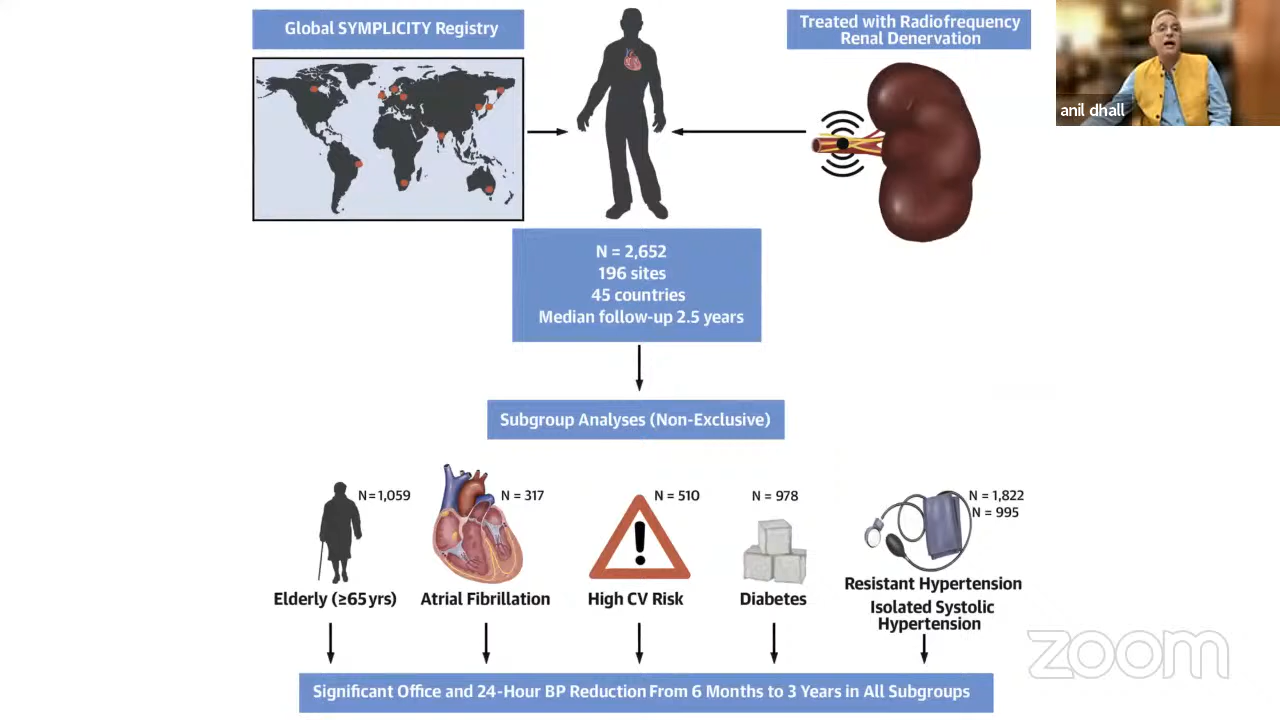 Global SYMPLICITY Registry
Treated with Radiofrequency
Renal Denervation
anil dhall
N = 2,652
196 sites
45 countries
Median follow-up 2.5 years
Subgroup Analyses (Non-Exclusive)
N = 1,059
N = 317
N = 510
N = 978
N = 1,822
N = 995
Elderly (≥65 yrs)
Atrial Fibrillation
High CV Risk
Diabetes
Resistant Hypertension
Isolated Systolic
Hypertension
zoom
Significant Office and 24-Hour BP Reduction From 6 Months to 3 Years in All Subgroups